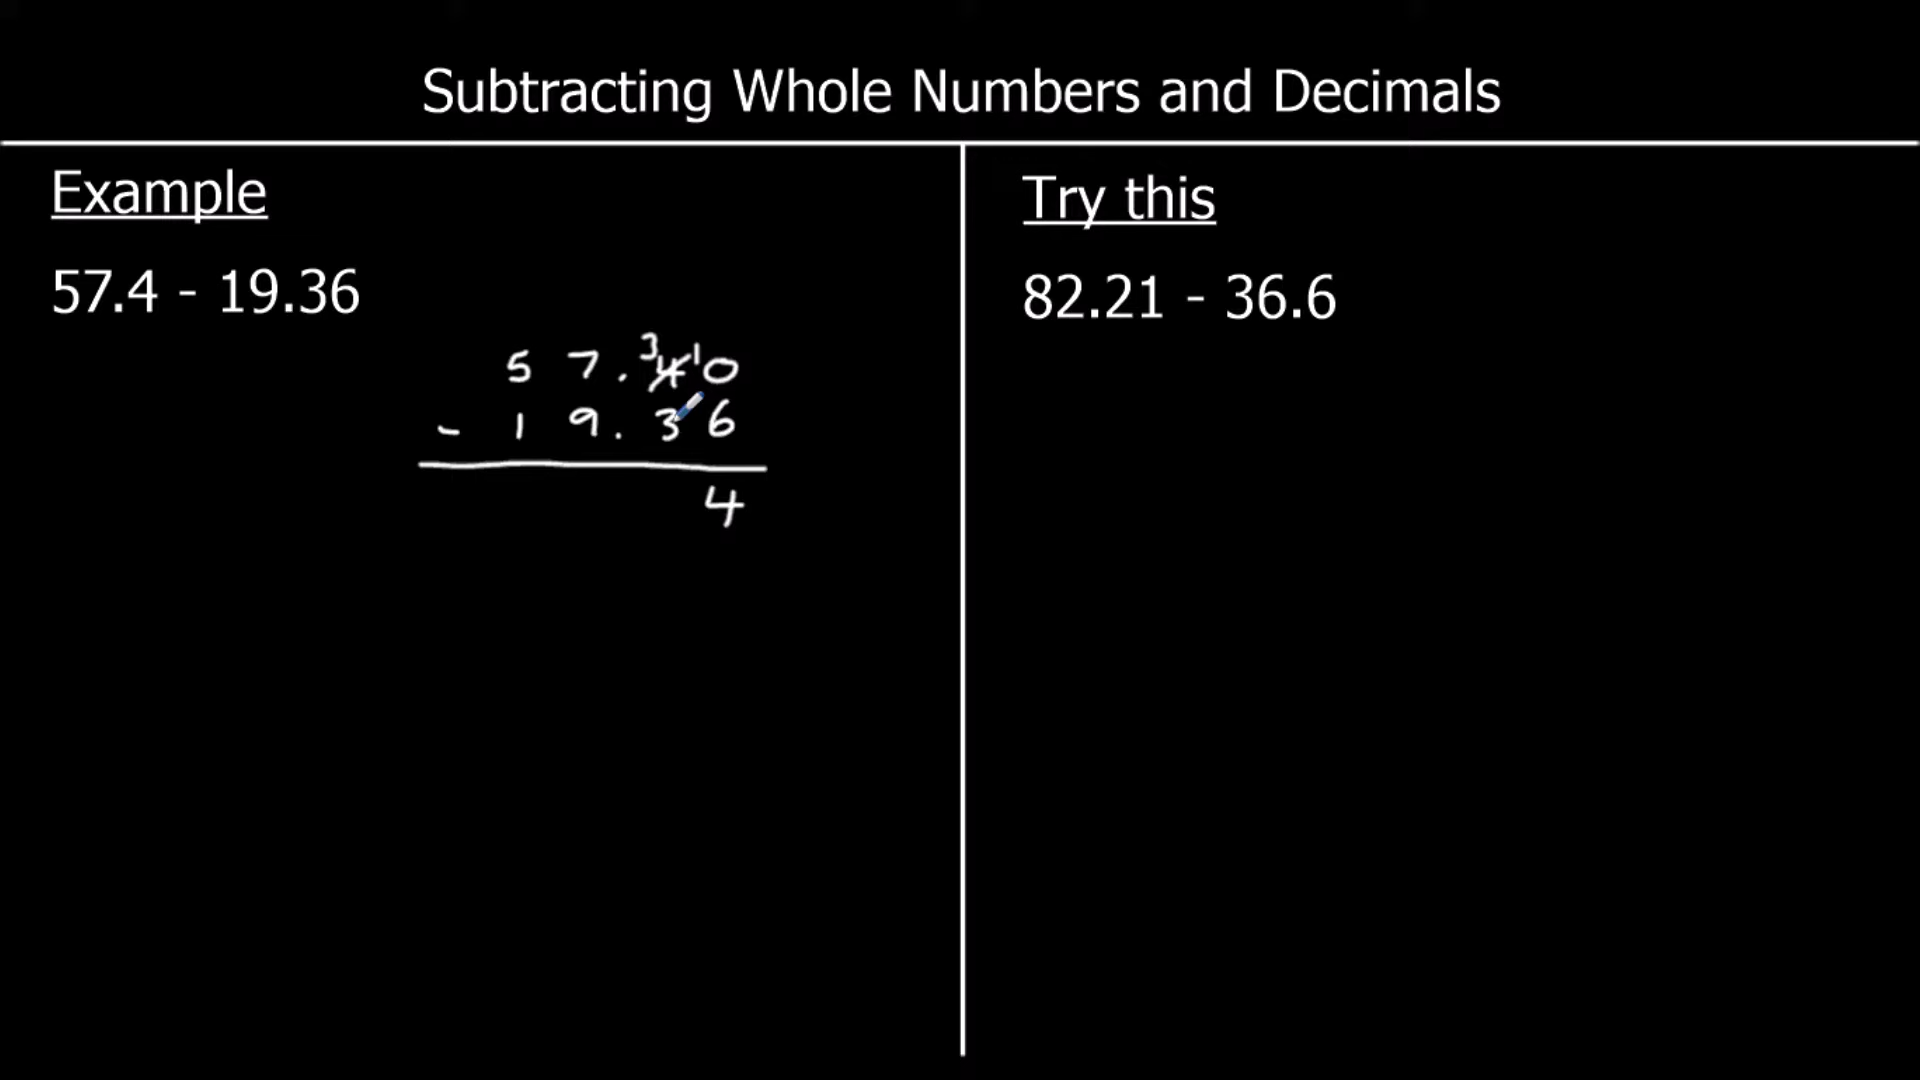 Subtracting Whole Numbers and Decimals
Example
57.4 - 19.36
3 1
5 7 . 4 0
- 1 9 . 3 6
4
Try this
82.21 - 36.6